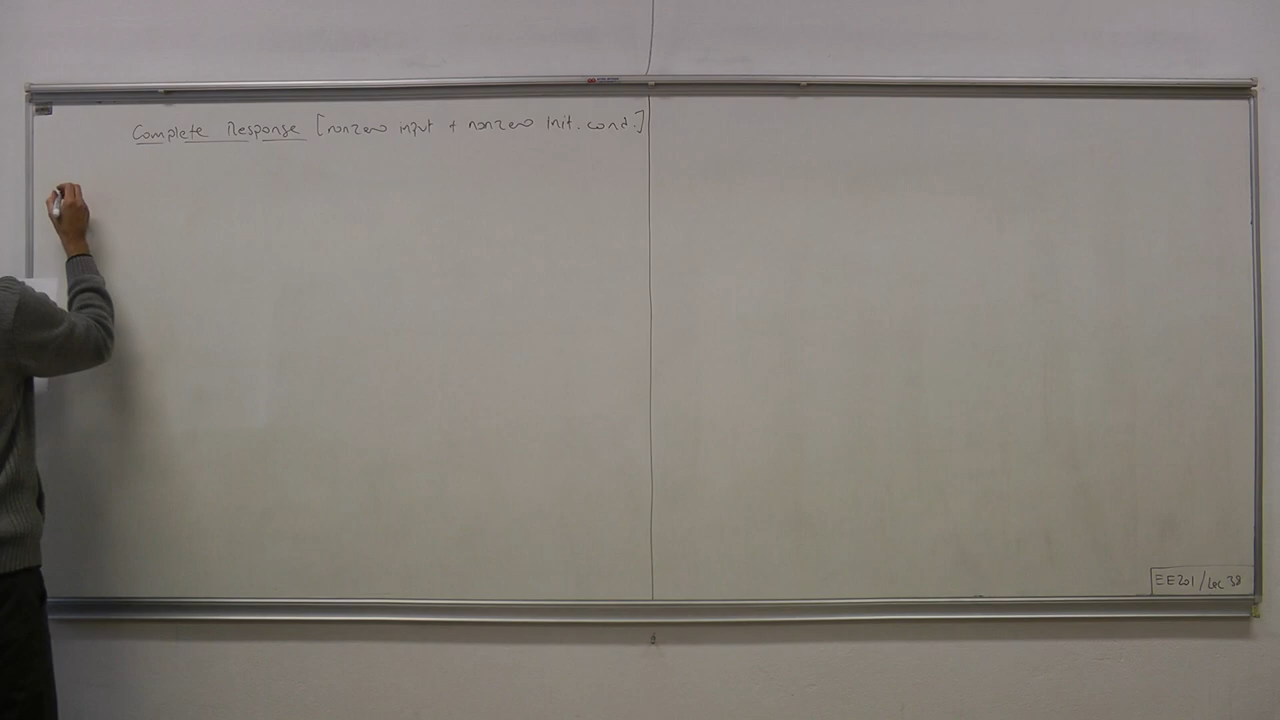 Complete Response [nonzero input + nonzero init. cond.]
EE201/Lec 38